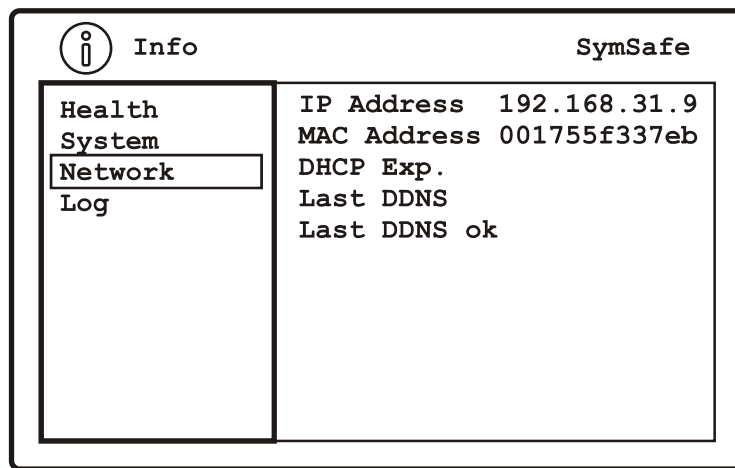 Info SymSafe
Health
System
Network
Log
IP Address 192.168.31.9
MAC Address 001755f337eb
DHCP Exp.
Last DDNS
Last DDNS ok